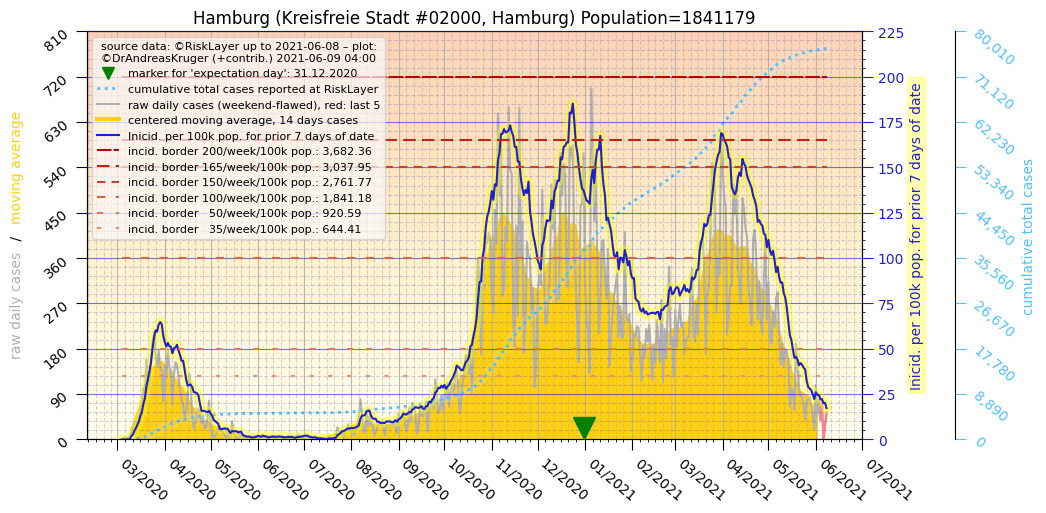 Hamburg (Kreisfreie Stadt #02000, Hamburg) Population=1841179
source data: ©RiskLayer up to 2021-06-08 – plot:
©DrAndreasKruger (+contrib.) 2021-06-09 04:00
marker for 'expectation day': 31.12.2020
cumulative total cases reported at RiskLayer
raw daily cases (weekend-flawed), red: last 5
centered moving average, 14 days cases
Inicid. per 100k pop. for prior 7 days of date
incid. border 200/week/100k pop.: 3,682.36
incid. border 165/week/100k pop.: 3,037.95
incid. border 150/week/100k pop.: 2,761.77
incid. border 100/week/100k pop.: 1,841.18
incid. border 50/week/100k pop.: 920.59
incid. border 35/week/100k pop.: 644.41
raw daily cases / moving average
810
720
630
540
450
360
270
180
90
0
225
200
175
150
125
100
75
50
25
0
Inicid. per 100k pop. for prior 7 days of date
80,010
71,120
62,230
53,340
44,450
35,560
26,670
17,780
8,890
0
cumulative total cases
03/2020
04/2020
05/2020
06/2020
07/2020
08/2020
09/2020
10/2020
11/2020
12/2020
01/2021
02/2021
03/2021
04/2021
05/2021
06/2021
07/2021